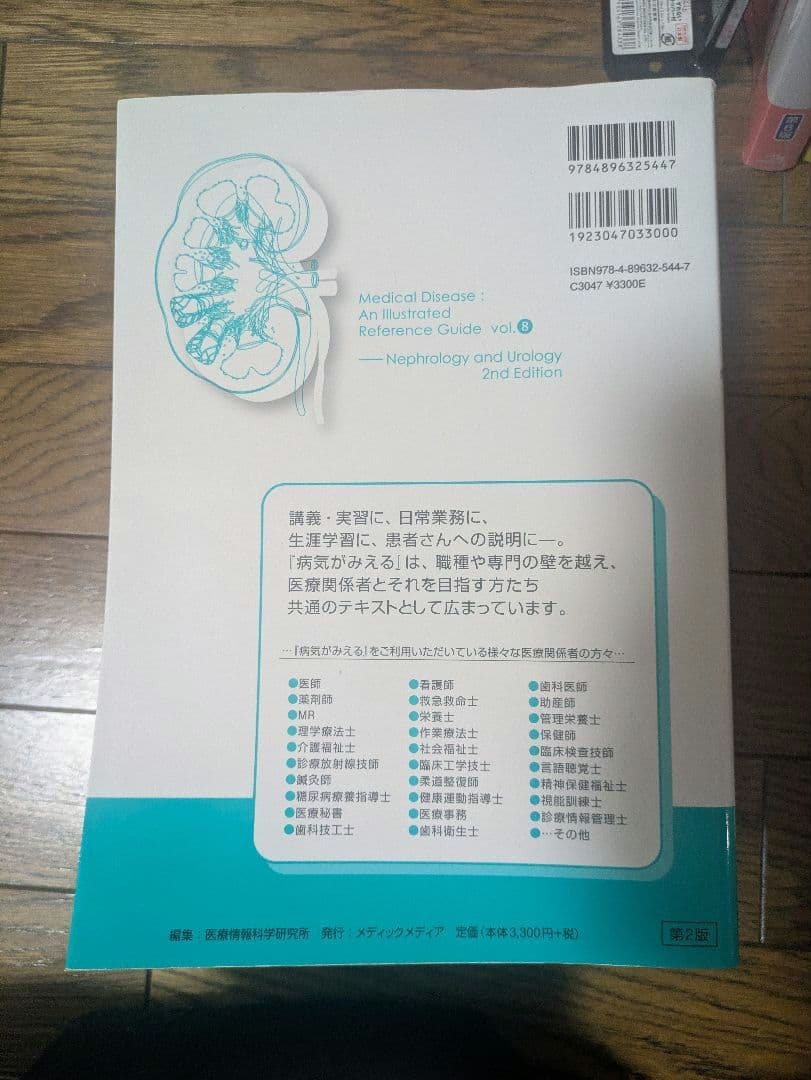 9784896325447
1923047033000
ISBN978-4-89632-544-7
C3047 ¥3300E
Medical Disease :
An Illustrated
Reference Guide vol.8
Nephrology and Urology
2nd Edition
講義・実習に、日常業務に、
生涯学習に、患者さんへの説明に―。
『病気がみえる』は、職種や専門の壁を越え、
医療関係者とそれを目指す方たち
共通のテキストとして広まっています。
…『病気がみえる』をご利用いただいている様々な医療関係者の方々…
●医師 ●看護師 ●歯科医師
●薬剤師 ●救急救命士 ●助産師
●MR ●栄養士 ●管理栄養士
●理学療法士 ●作業療法士 ●保健師
●介護福祉士 ●社会福祉士 ●臨床検査技師
●診療放射線技師 ●臨床工学技士 ●言語聴覚士
●鍼灸師 ●柔道整復師 ●精神保健福祉士
●糖尿病療養指導士 ●健康運動指導士 ●視能訓練士
●医療秘書 ●医療事務 ●診療情報管理士
●歯科技工士 ●歯科衛生士 ●…その他
編集：医療情報科学研究所 発行：メディックメディア 定価（本体3,300円+税）
第2版
第6版